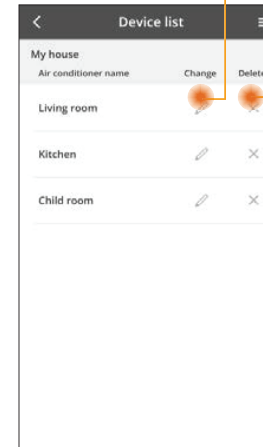 Device list
My house
Air conditioner name Change Delete
Living room
Kitchen
Child room